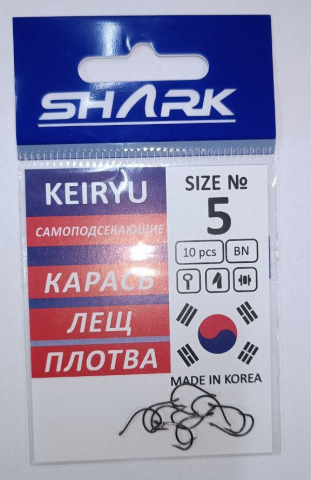 SHARK
KEIRYU
САМОПОДСЕКАЮЩИЕ
КАРАСЬ
ЛЕЩ
ПЛОТВА
SIZE №
5
10 pcs
BN
MADE IN KOREA